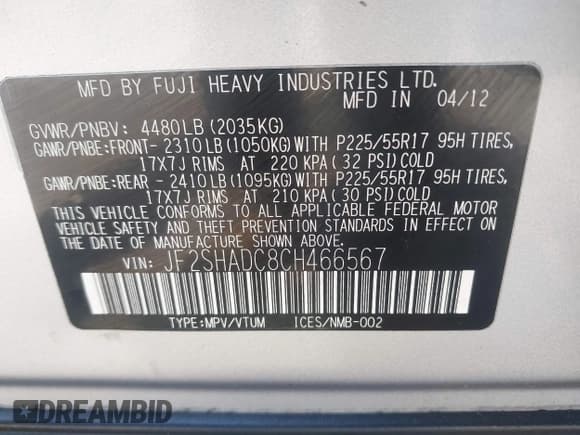 MFD BY FUJI HEAVY INDUSTRIES LTD.
MFD IN 04/12
GVWR/PNBV: 4480LB (2035KG)
GAWR/PNBE:FRONT- 2310LB (1050KG)WITH P225/55R17 95H TIRES,
17X7J RIMS AT 220 KPA ( 32 PSI) COLD
GAWR/PNBE:REAR - 2410LB (1095KG)WITH P225/55R17 95H TIRES,
17X7J RIMS AT 210 KPA ( 30 PSI) COLD
THIS VEHICLE CONFORMS TO ALL APPLICABLE FEDERAL MOTOR
VEHICLE SAFETY AND THEFT PREVENTION STANDARDS IN EFFECT ON
THE DATE OF MANUFACTURE SHOWN ABOVE.
VIN: JF2SHADC8CH466567
TYPE:MPV/VTUM ICES/NMB-002
DREAMBID